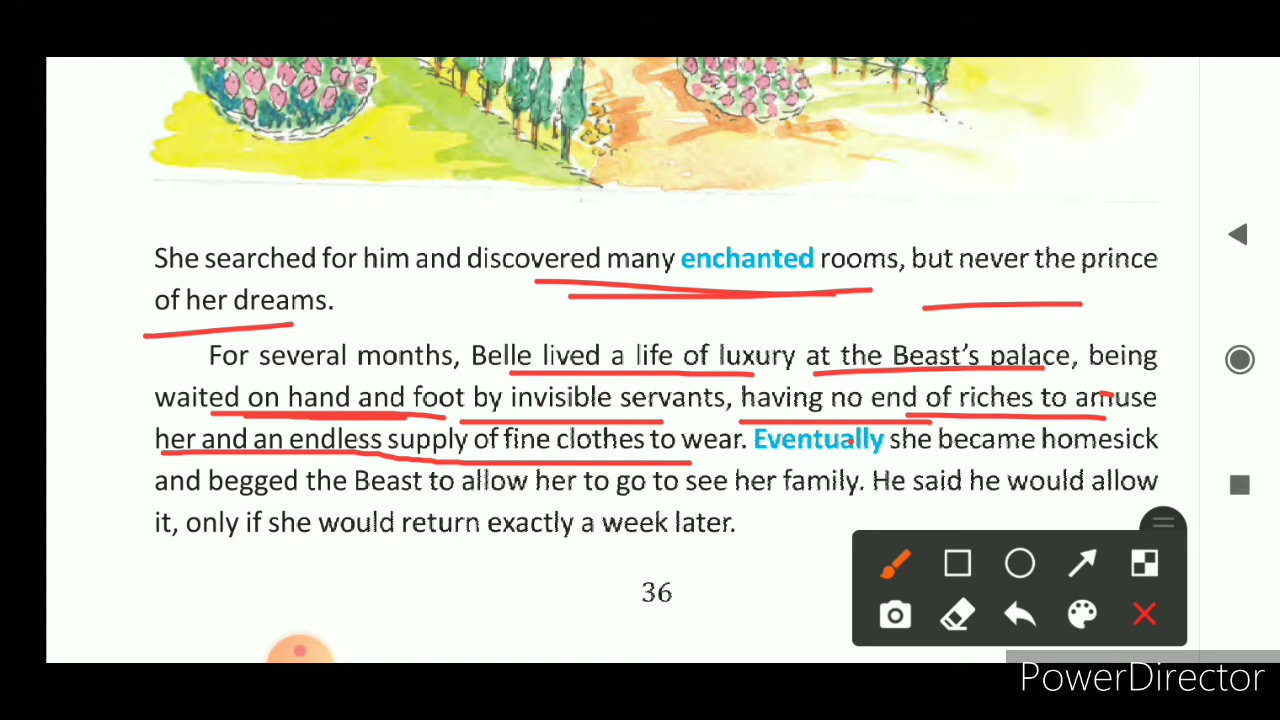 She searched for him and discovered many enchanted rooms, but never the prince
of her dreams.
For several months, Belle lived a life of luxury at the Beast's palace, being
waited on hand and foot by invisible servants, having no end of riches to amuse
her and an endless supply of fine clothes to wear. Eventually she became homesick
and begged the Beast to allow her to go to see her family. He said he would allow
it, only if she would return exactly a week later.
36
PowerDirector